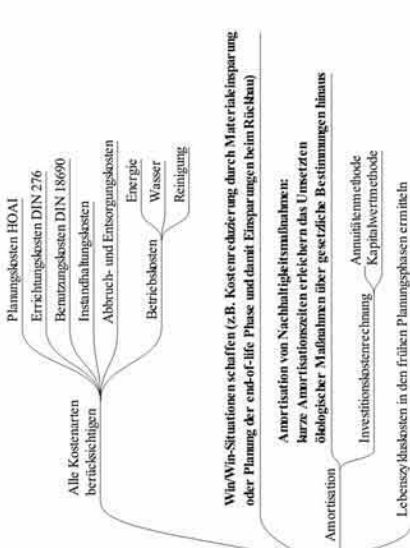 Planungskosten HOAI
Errichtungskosten DIN 276
Benutzungskosten DIN 18690
Instandhaltungskosten
Abbruch- und Entsorgungskosten
Alle Kostenarten
berücksichtigen
Betriebskosten
Energie
Wasser
Reinigung
Win/Win-Situationen schaffen (z.B. Kostenreduzierung durch Materialeinsparung
oder Planung der end-of-life Phase und damit Einsparungen beim Rückbau)
Amortisation von Nachhaltigkeitsmaßnahmen:
kurze Amortisationszeiten erleichern das Umsetzten
ökologischer Maßnahmen über gesetzliche Bestimmungen hinaus
Amortisation
Investitionskostenrechnung
Annuitätenmethode
Kapitalwertmethode
Lebenszykluskosten in den frühen Planungsphasen ermitteln